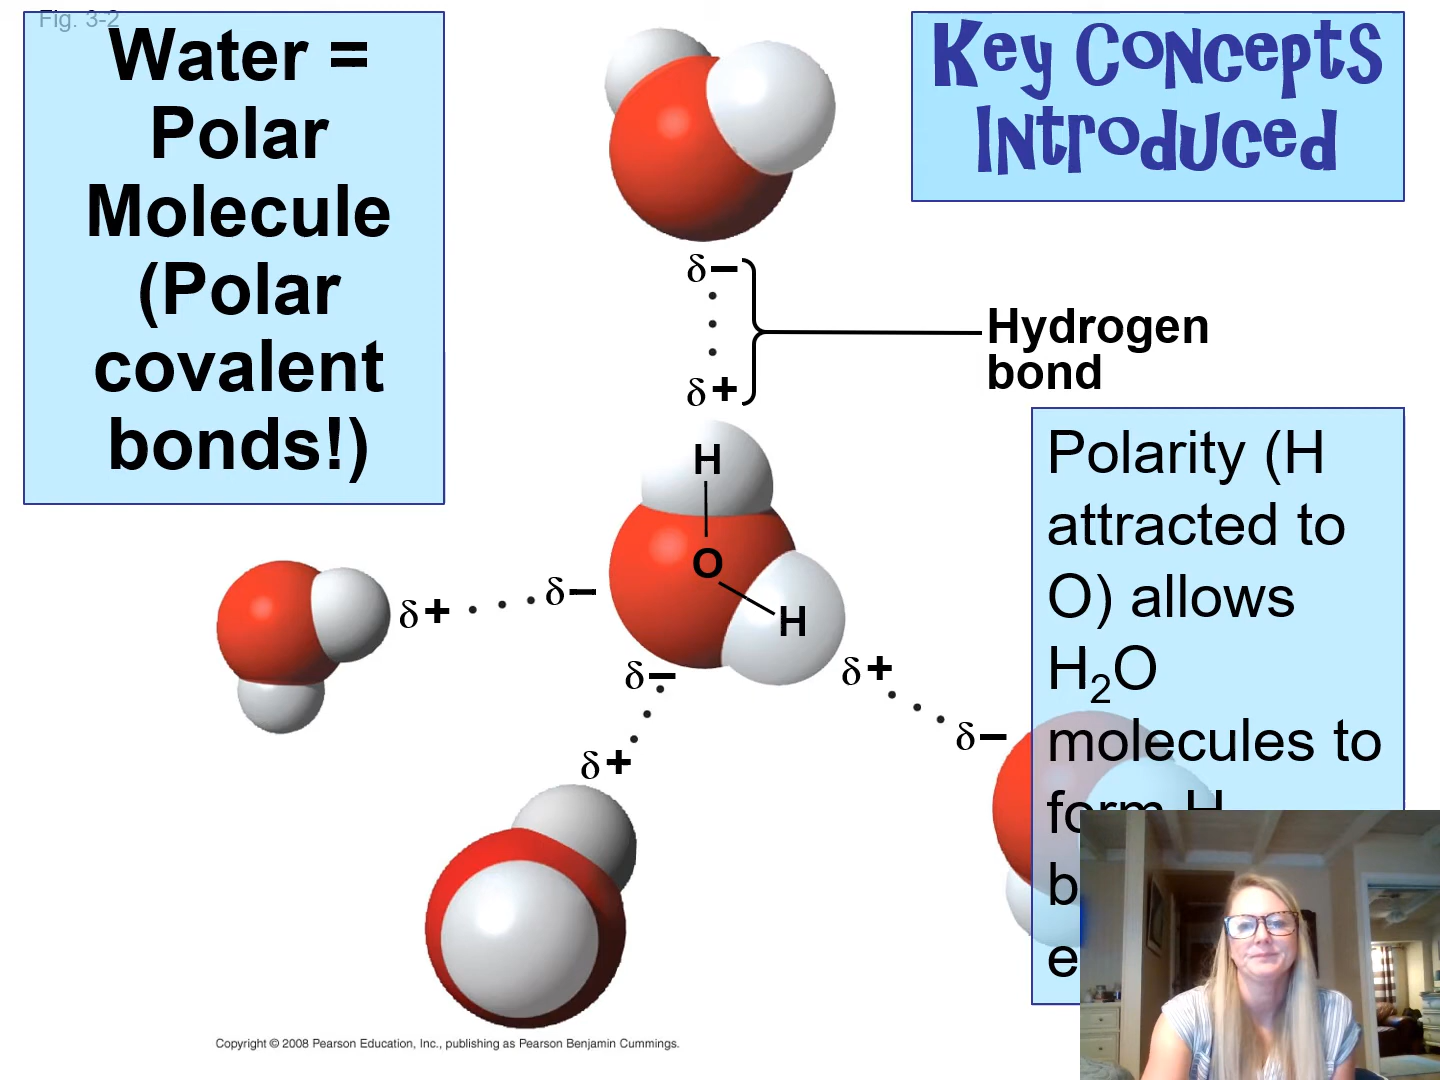 Fig. 3-2
Water =
Polar
Molecule
(Polar
covalent
bonds!)
Key Concepts
Introduced
δ–
δ+
Hydrogen
bond
H
O
H
δ+
δ–
δ–
δ+
δ+
δ–
Polarity (H
attracted to
O) allows
H₂O
molecules to
form H
Copyright © 2008 Pearson Education, Inc., publishing as Pearson Benjamin Cummings.